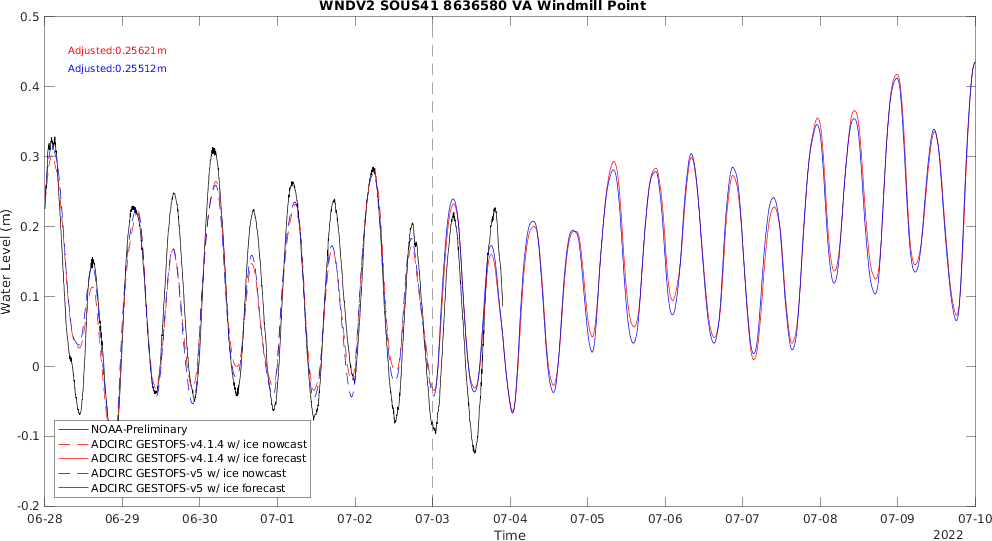 WNDV2 SOUS41 8636580 VA Windmill Point
0.5
Adjusted:0.25621m
Adjusted:0.25512m
0.4
0.3
0.2
0.1
0
-0.1
-0.2
Water Level (m)
NOAA-Preliminary
ADCIRC GESTOFS-v4.1.4 w/ ice nowcast
ADCIRC GESTOFS-v4.1.4 w/ ice forecast
ADCIRC GESTOFS-v5 w/ ice nowcast
ADCIRC GESTOFS-v5 w/ ice forecast
06-28 06-29 06-30 07-01 07-02 07-03 07-04 07-05 07-06 07-07 07-08 07-09 07-10
Time
2022